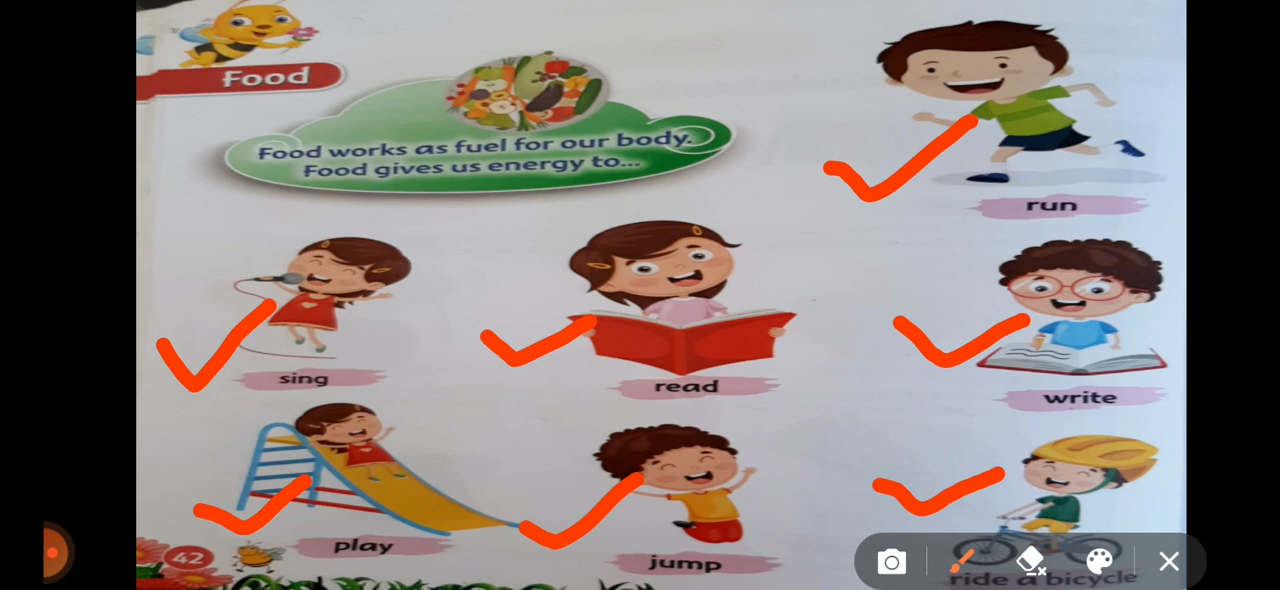 Food
Food works as fuel for our body.
Food gives us energy to...
run
sing
read
write
play
jump
ride a bicycle
42